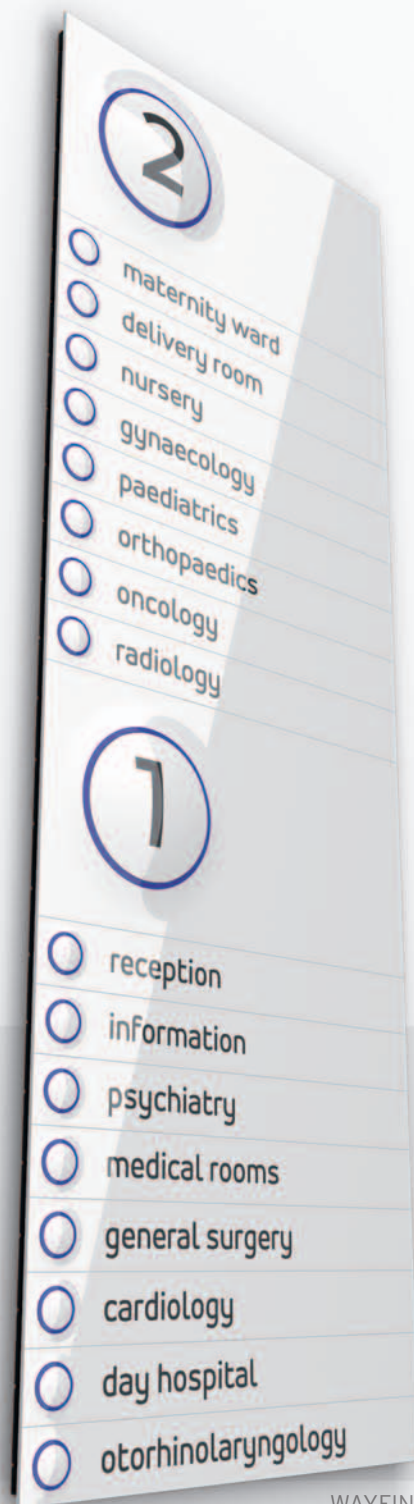 2
maternity ward
delivery room
nursery
gynaecology
paediatrics
orthopaedics
oncology
radiology
1
reception
information
psychiatry
medical rooms
general surgery
cardiology
day hospital
otorhinolaryngology